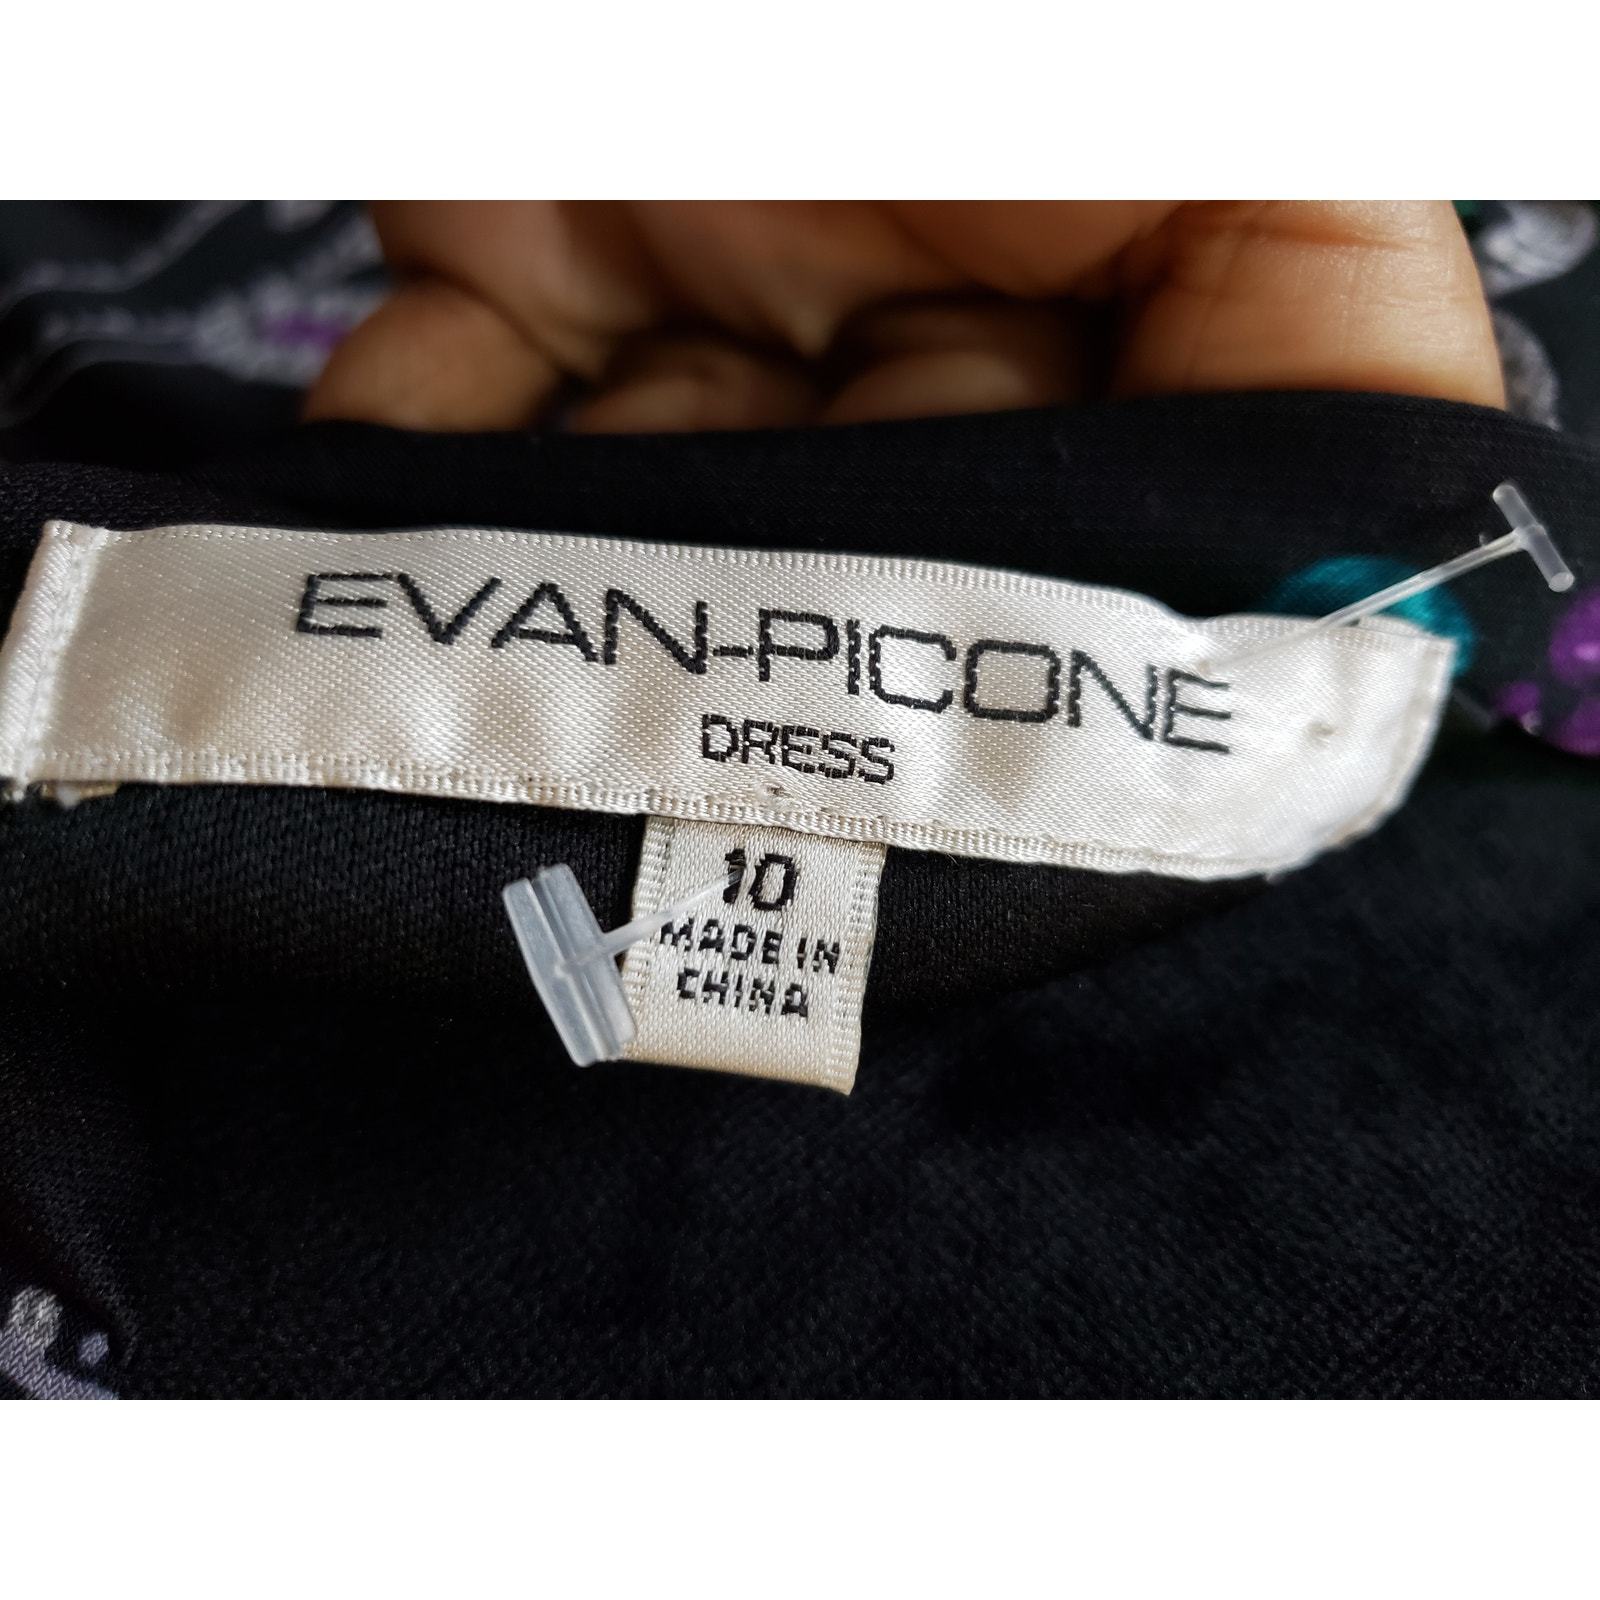 EVAN-PICONE
DRESS
10
MADE IN
CHINA